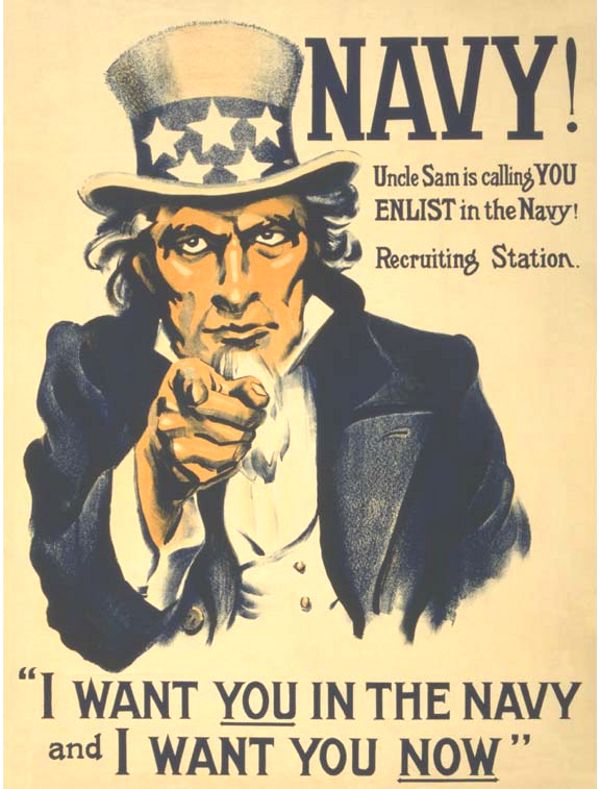 NAVY!
Uncle Sam is calling YOU
ENLIST in the Navy!
Recruiting Station.
"I WANT YOU IN THE NAVY
and I WANT YOU NOW"